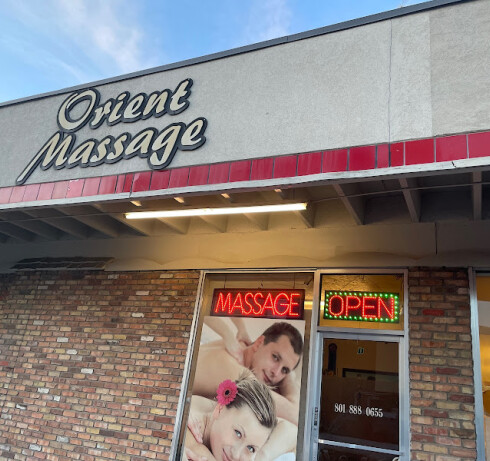 Orient
Massage
MASSAGE
OPEN
801 888 0655